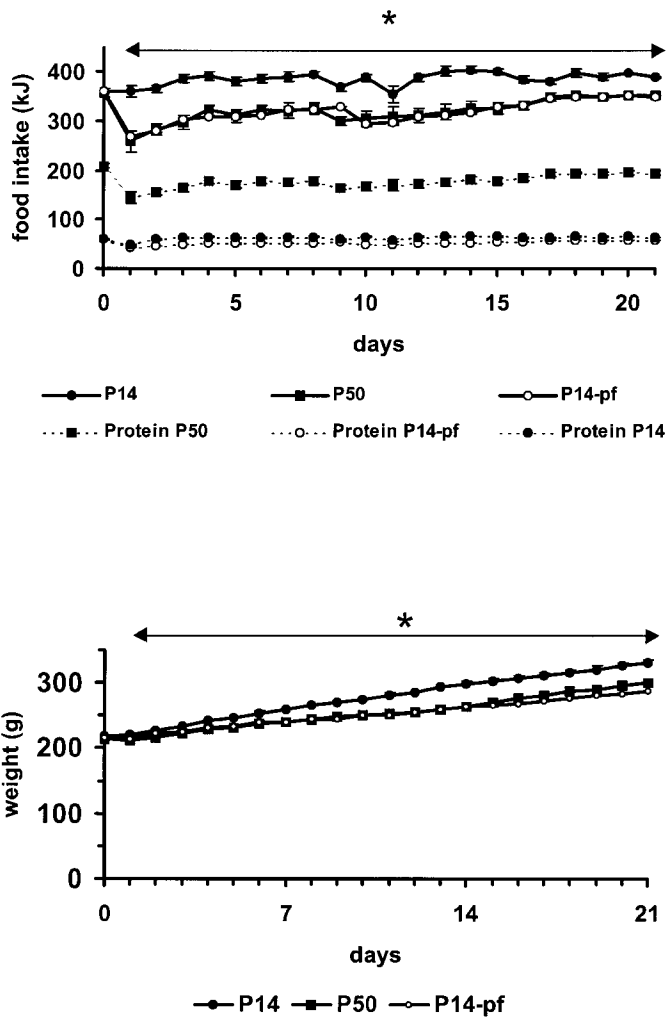 *
400
300
200
100
0
food intake (kJ)
0 5 10 15 20
days
P14 P50 P14-pf
Protein P50 Protein P14-pf Protein P14
*
300
200
100
0
weight (g)
0 7 14 21
days
P14 P50 P14-pf